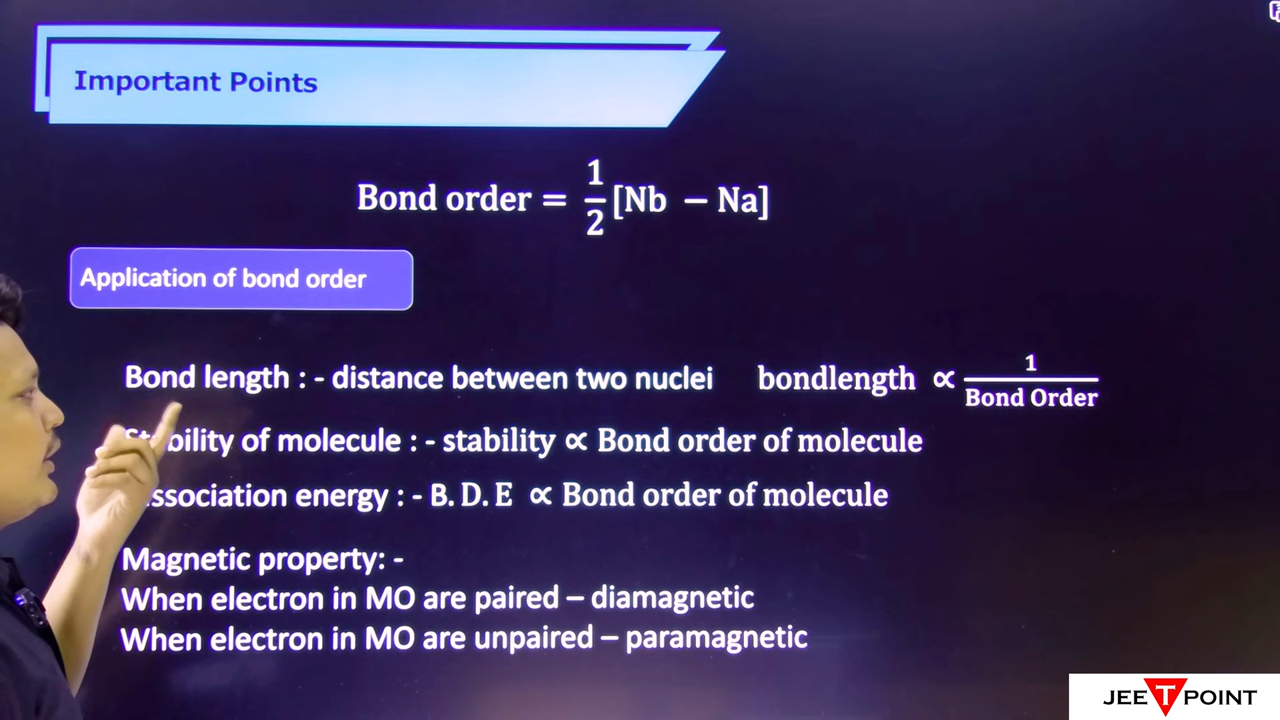 Important Points
Bond order = 1/2 [Nb − Na]
Application of bond order
Bond length : - distance between two nuclei bondlength ∝ 1/Bond Order
Stability of molecule : - stability ∝ Bond order of molecule
ssociation energy : - B. D. E ∝ Bond order of molecule
Magnetic property: -
When electron in MO are paired – diamagnetic
When electron in MO are unpaired – paramagnetic
JEE T POINT